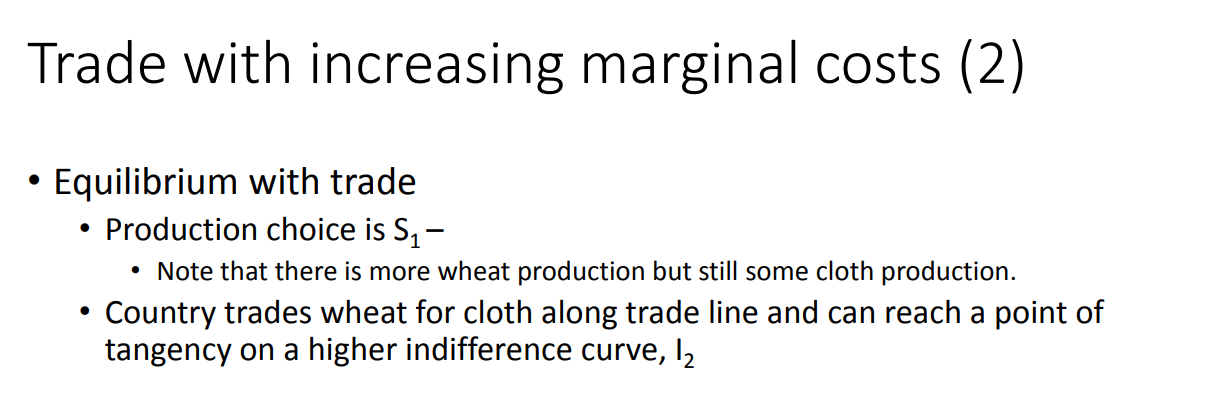 Trade with increasing marginal costs (2)
• Equilibrium with trade
• Production choice is S₁ –
• Note that there is more wheat production but still some cloth production.
• Country trades wheat for cloth along trade line and can reach a point of
tangency on a higher indifference curve, I₂